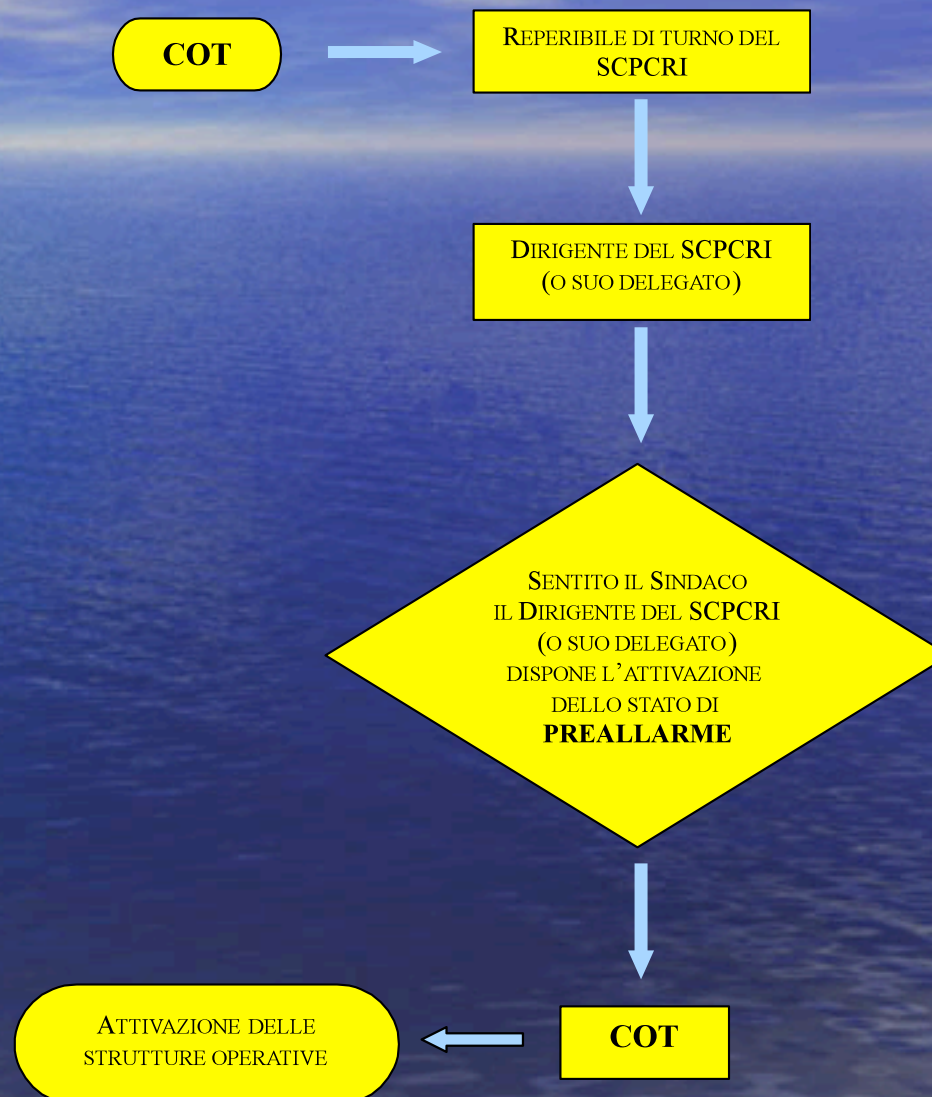 COT
REPERIBILE DI TURNO DEL
SCPCRI
DIRIGENTE DEL SCPCRI
(O SUO DELEGATO)
SENTITO IL SINDACO
IL DIRIGENTE DEL SCPCRI
(O SUO DELEGATO)
DISPONE L’ATTIVAZIONE
DELLO STATO DI
PREALLARME
COT
ATTIVAZIONE DELLE
STRUTTURE OPERATIVE